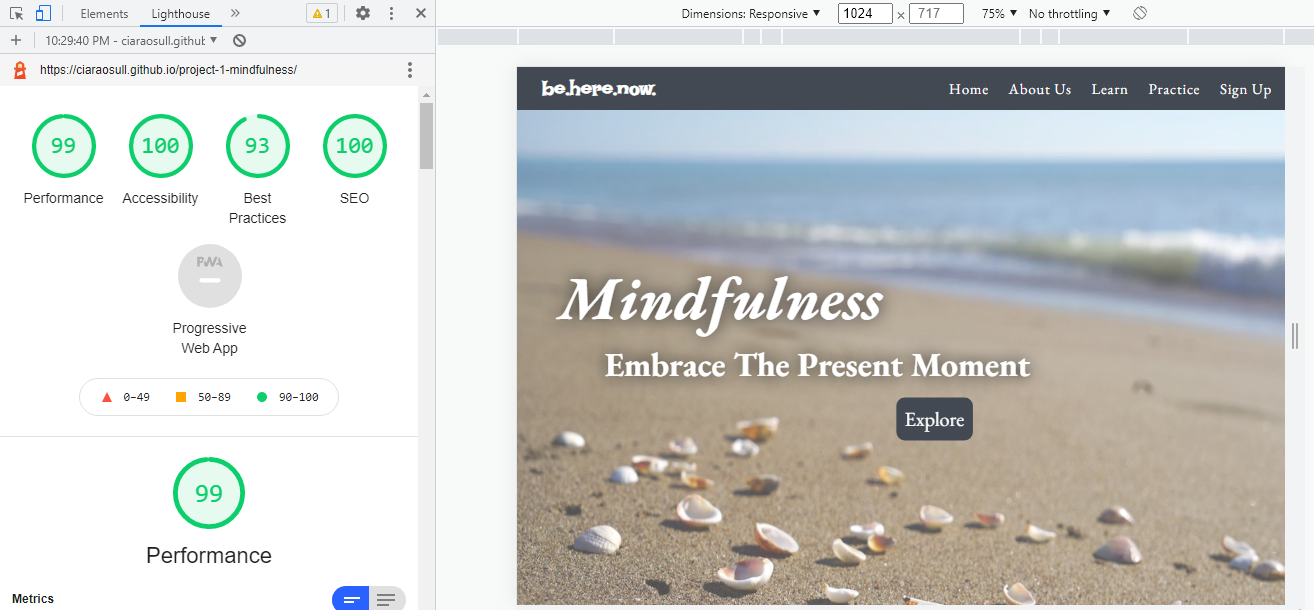 Elements
Lighthouse
1
10:29:40 PM - ciaraosull.githul
https://ciaraosull.github.io/project-1-mindfulness/
99
100
93
100
Performance
Accessibility
Best
Practices
SEO
PWA
Progressive
Web App
0–49
50–89
90–100
99
Performance
Metrics
Dimensions: Responsive
1024
×
717
75%
No throttling
be.here.now.
Home
About Us
Learn
Practice
Sign Up
Mindfulness
Embrace The Present Moment
Explore